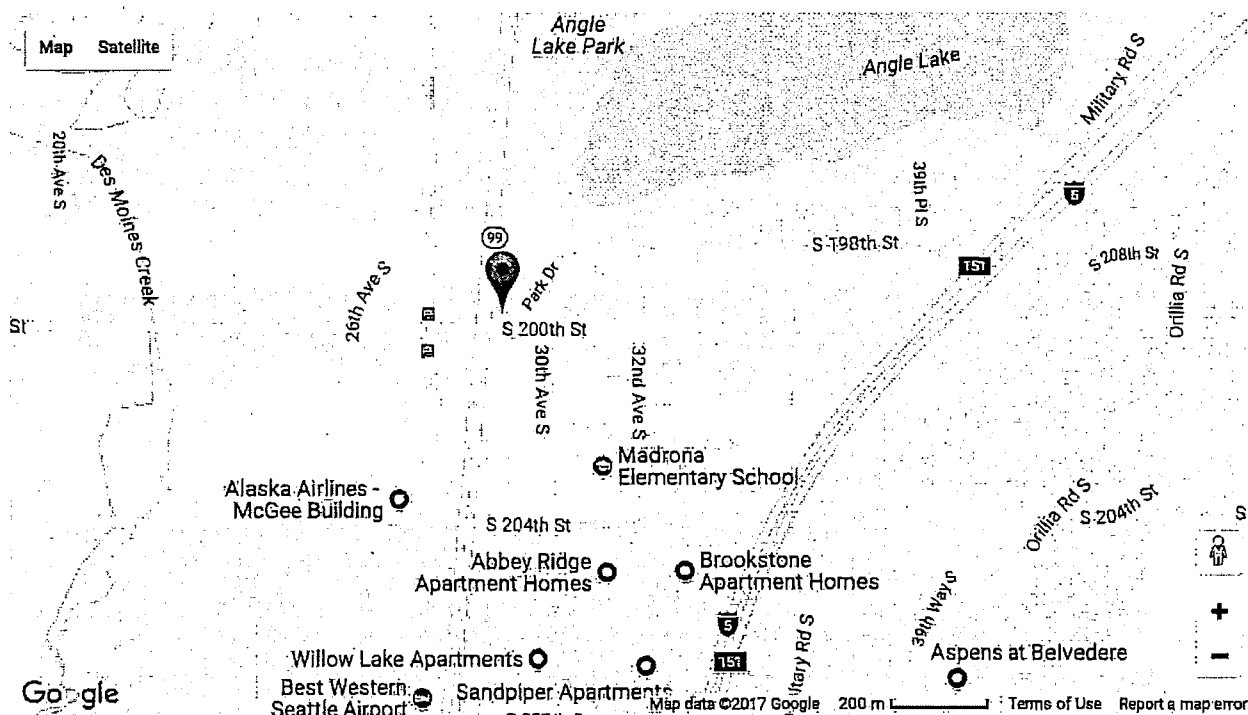 Map Satellite
Angle
Lake Park
Angle Lake
Military Rd S
20th Ave S
Des Moines Creek
39th Pl S
5
99
S 198th St
151
S 208th St
Orillia Rd S
26th Ave S
Park Dr
St
S 200th St
30th Ave S
32nd Ave S
Madrona
Elementary School
Alaska Airlines -
McGee Building
S 204th St
Orillia Rd S
S 204th St
S
Abbey Ridge
Apartment Homes
Brookstone
Apartment Homes
39th Way S
5
151
litary Rd S
Willow Lake Apartments
Aspens at Belvedere
Google
Best Western
Seattle Airport
Sandpiper Apartments
Map data ©2017 Google 200 m Terms of Use Report a map error